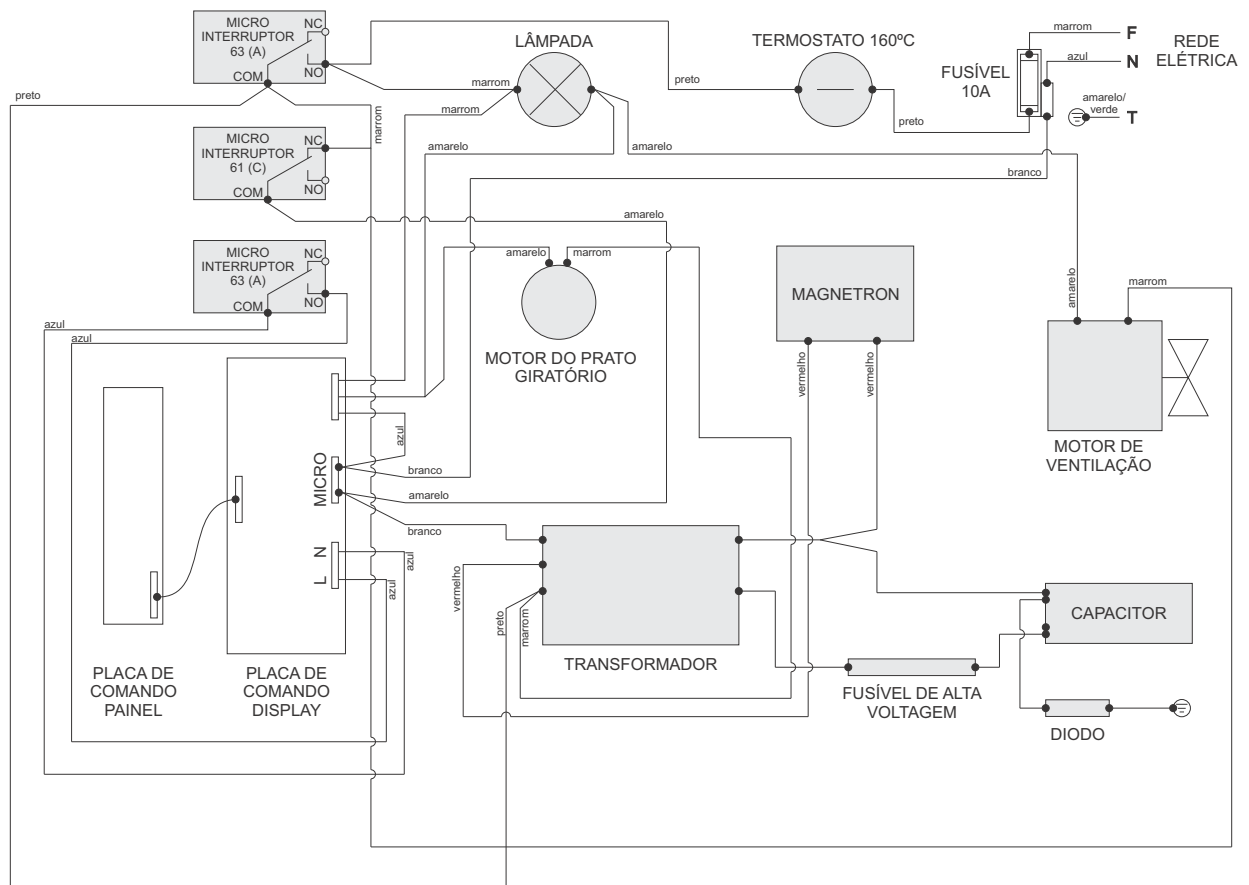 MICRO
INTERRUPTOR
63 (A)
NC
NO
COM
LÂMPADA
TERMOSTATO 160ºC
FUSÍVEL
10A
marrom
F
azul
N
amarelo/
verde
T
REDE
ELÉTRICA
preto
marrom
marrom
preto
preto
marrom
MICRO
INTERRUPTOR
61 (C)
NC
NO
COM
amarelo
amarelo
branco
amarelo
MICRO
INTERRUPTOR
63 (A)
NC
NO
COM
azul
azul
amarelo
marrom
MOTOR DO PRATO
GIRATÓRIO
MAGNETRON
vermelho
vermelho
amarelo
marrom
MOTOR DE
VENTILAÇÃO
azul
branco
MICRO
amarelo
branco
L N
azul
azul
vermelho
preto
marrom
TRANSFORMADOR
CAPACITOR
FUSÍVEL DE ALTA
VOLTAGEM
DIODO
PLACA DE
COMANDO
PAINEL
PLACA DE
COMANDO
DISPLAY